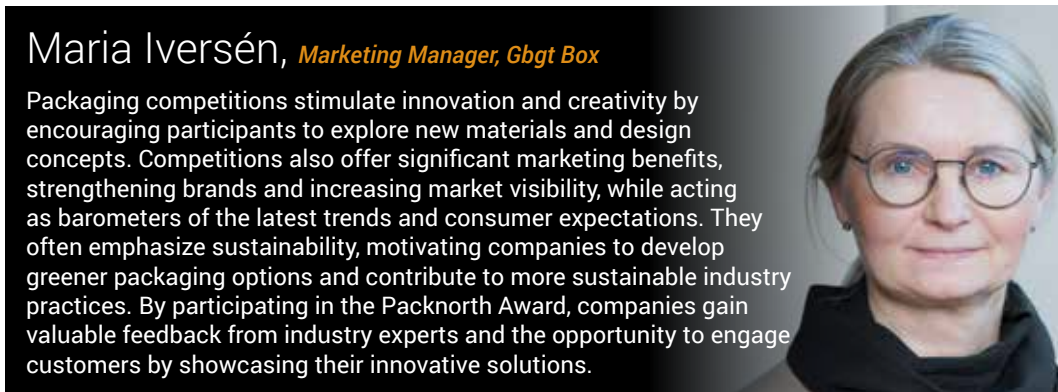 Maria Iversén, Marketing Manager, Gbgt Box
Packaging competitions stimulate innovation and creativity by
encouraging participants to explore new materials and design
concepts. Competitions also offer significant marketing benefits,
strengthening brands and increasing market visibility, while acting
as barometers of the latest trends and consumer expectations. They
often emphasize sustainability, motivating companies to develop
greener packaging options and contribute to more sustainable industry
practices. By participating in the Packnorth Award, companies gain
valuable feedback from industry experts and the opportunity to engage
customers by showcasing their innovative solutions.